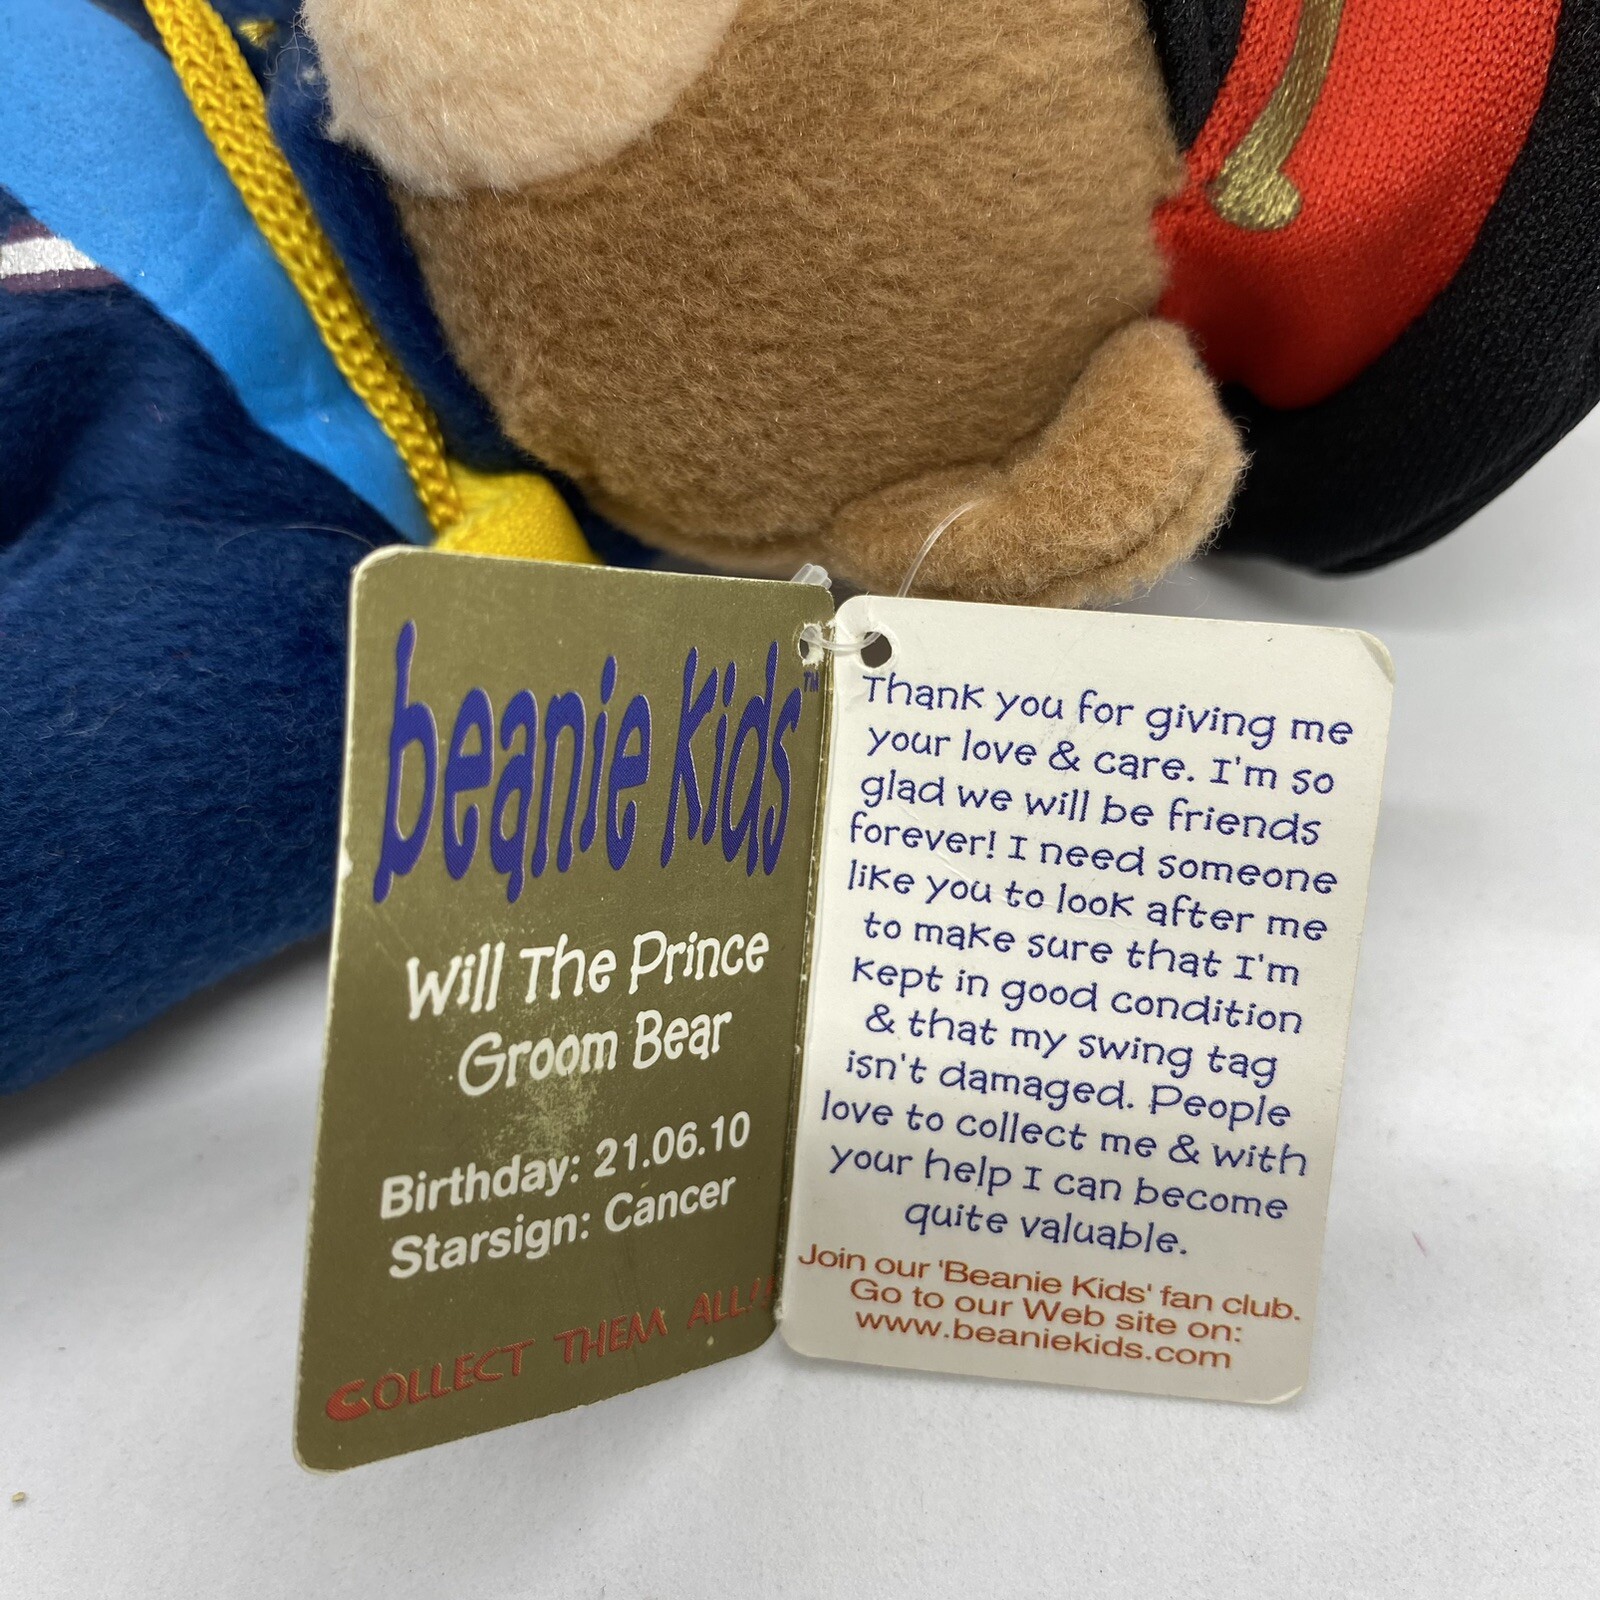 beanie kids™
Will The Prince
Groom Bear
Birthday: 21.06.10
Starsign: Cancer
COLLECT THEM ALL!!
Thank you for giving me
your love & care. I'm so
glad we will be friends
forever! I need someone
like you to look after me
to make sure that I'm
kept in good condition
& that my swing tag
isn't damaged. People
love to collect me & with
your help I can become
quite valuable.
Join our 'Beanie Kids' fan club.
Go to our Web site on:
www.beaniekids.com